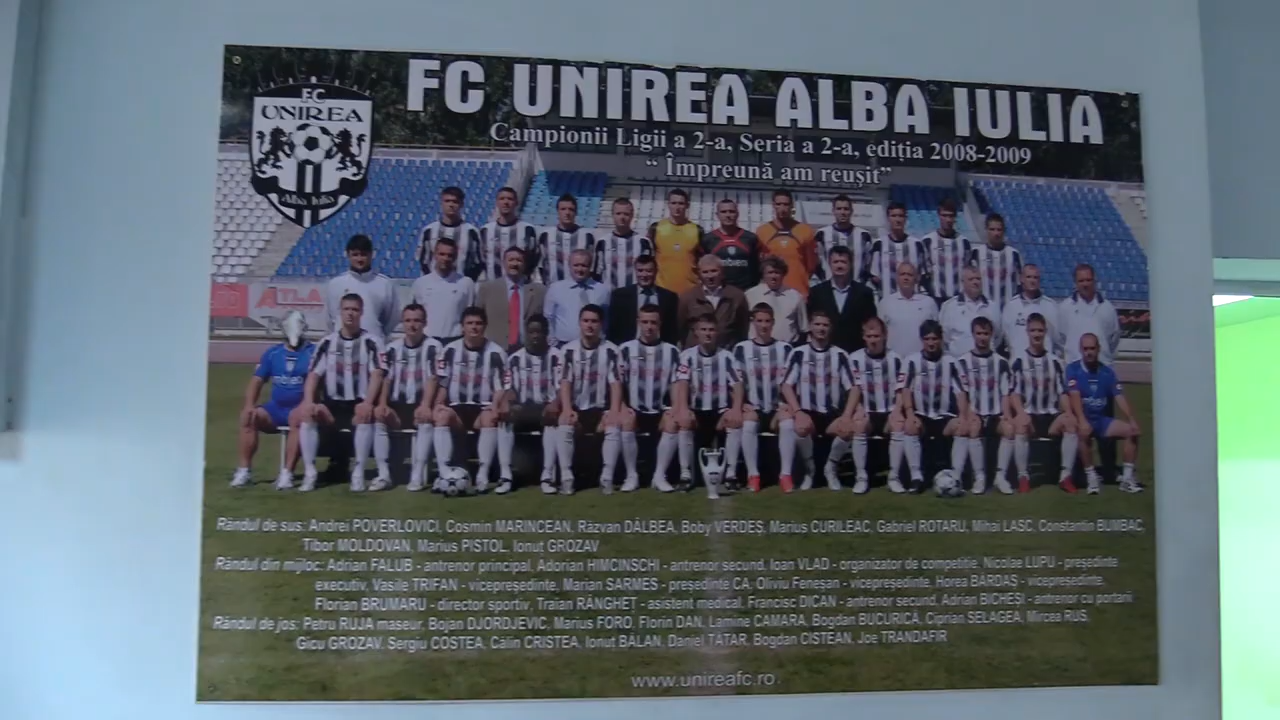 FC UNIREA ALBA IULIA
FC
UNIREA
Alba Iulia
Campionii Ligii a 2-a, Seria a 2-a, ediția 2008-2009
“ Împreună am reușit”
Rândul de sus: Andrei POVERLOVICI, Cosmin MARINCEAN, Răzvan DÂLBEA, Boby VERDEȘ, Marius CURILEAC, Gabriel ROTARU, Mihai LASC, Constantin BUMBAC,
Tibor MOLDOVAN, Marius PISTOL, Ionuț GROZAV
Rândul din mijloc: Adrian FALUB - antrenor principal, Adorian HIMCINSCHI - antrenor secund, Ioan VLAD - organizator de competiție, Nicolae LUPU - președinte
executiv, Vasile TRIFAN - vicepreședinte, Marian SARMEȘ - președinte CA, Oliviu Feneșan - vicepreședinte, Horea BARDAȘ - vicepreședinte,
Florian BRUMARU - director sportiv, Traian RÂNGHEȚ - asistent medical, Francisc DICAN - antrenor secund, Adrian BICHEȘI - antrenor cu portarii
Rândul de jos: Petru RUJA maseur, Bojan DJORDJEVIC, Marius FORO, Florin DAN, Lamine CAMARA, Bogdan BUCURICĂ, Ciprian SELAGEA, Mircea RUS,
Gicu GROZAV, Sergiu COSTEA, Călin CRISTEA, Ionuț BĂLAN, Daniel TĂTAR, Bogdan CISTEAN, Joe TRANDAFIR
www.unireafc.ro